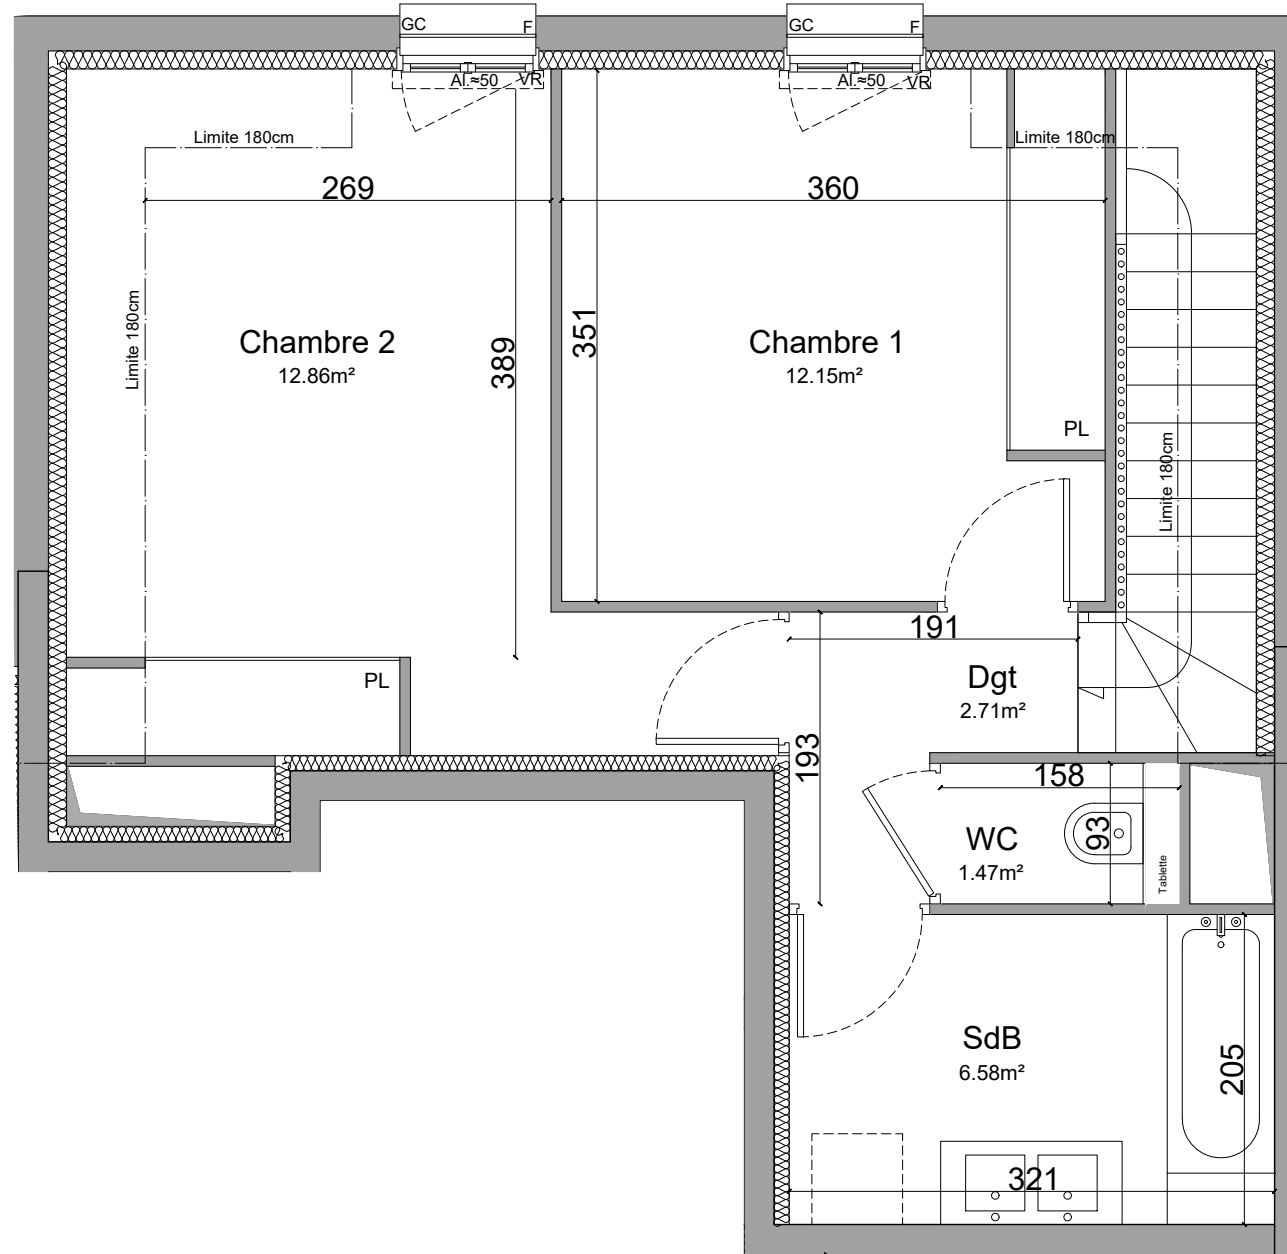 GC
F
GC
F
Al.≈50
VR
Al.≈50
VR
Limite 180cm
Limite 180cm
269
360
Limite 180cm
Chambre 2
12.86m²
389
351
Chambre 1
12.15m²
PL
Limite 180cm
191
PL
Dgt
2.71m²
193
158
WC
1.47m²
93
Tablette
SdB
6.58m²
205
321